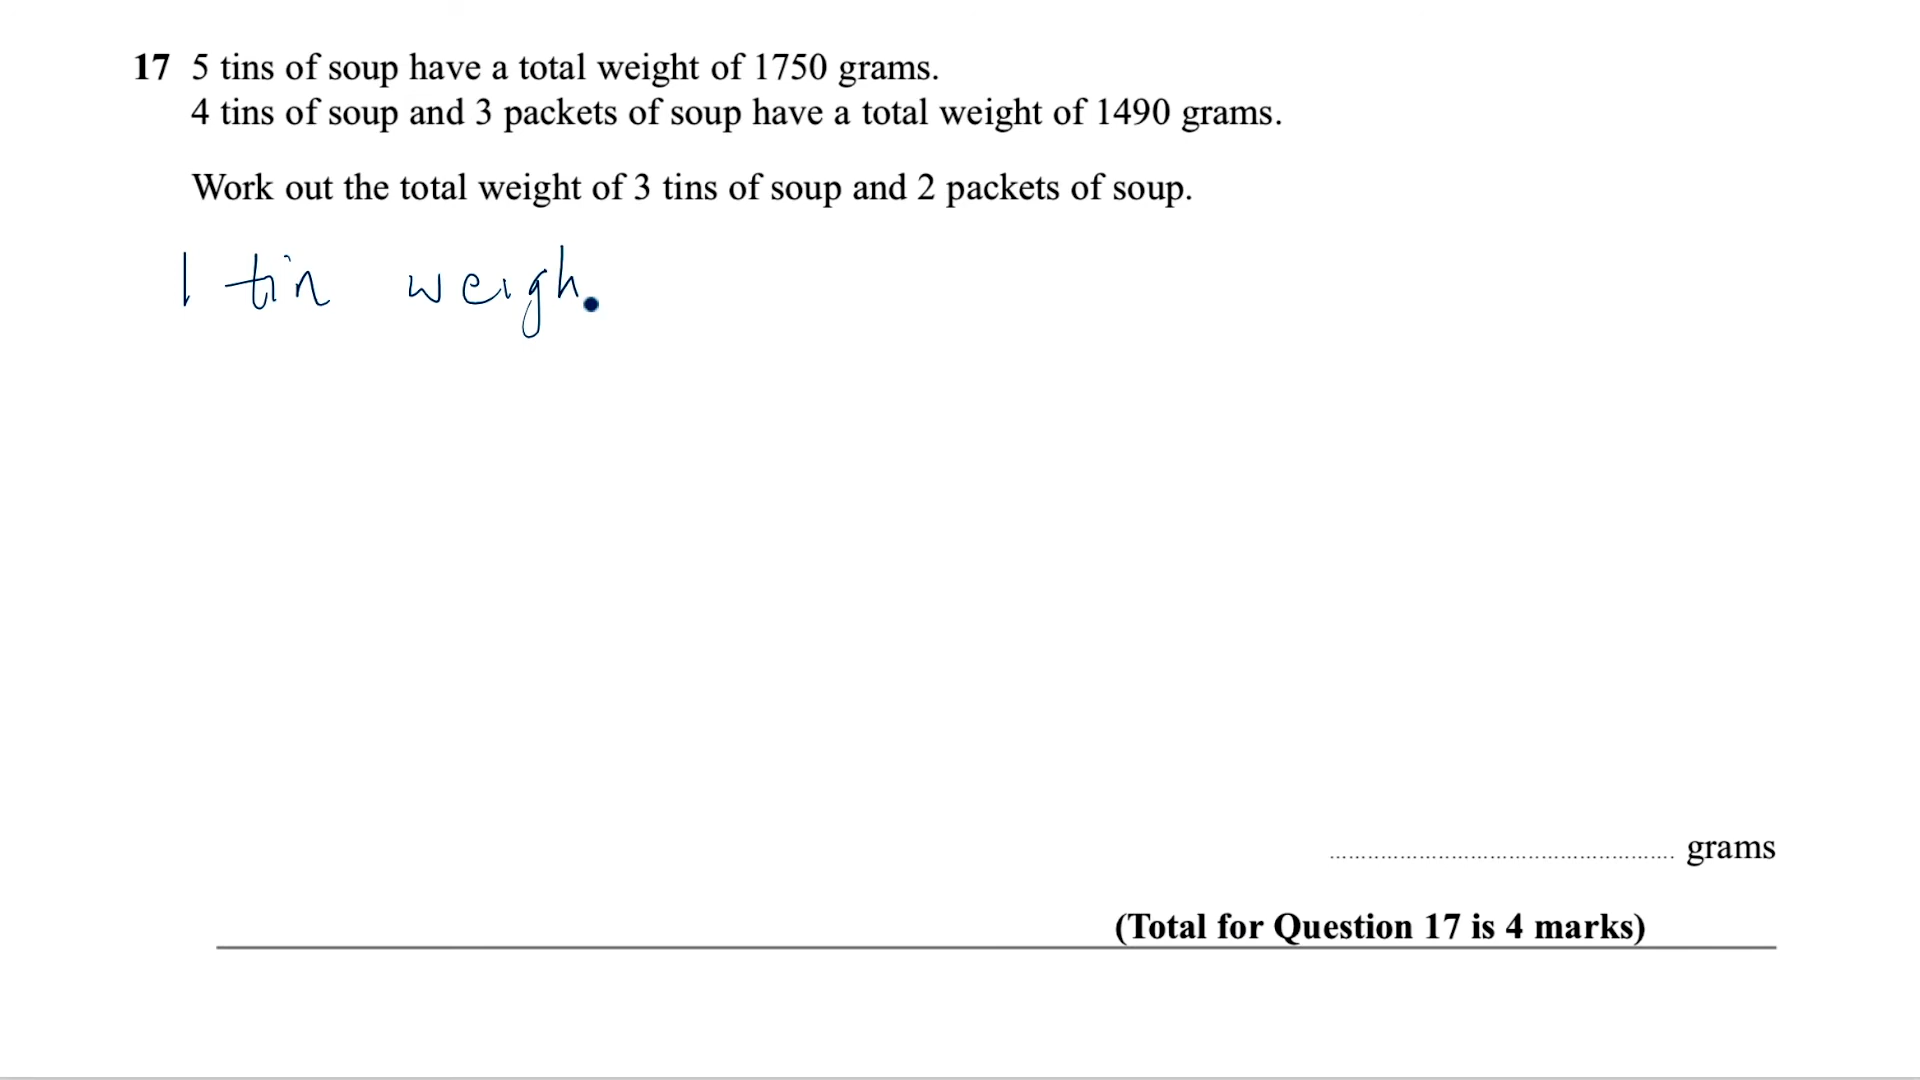 17 5 tins of soup have a total weight of 1750 grams.
4 tins of soup and 3 packets of soup have a total weight of 1490 grams.
Work out the total weight of 3 tins of soup and 2 packets of soup.
1 tin weigh
grams
(Total for Question 17 is 4 marks)